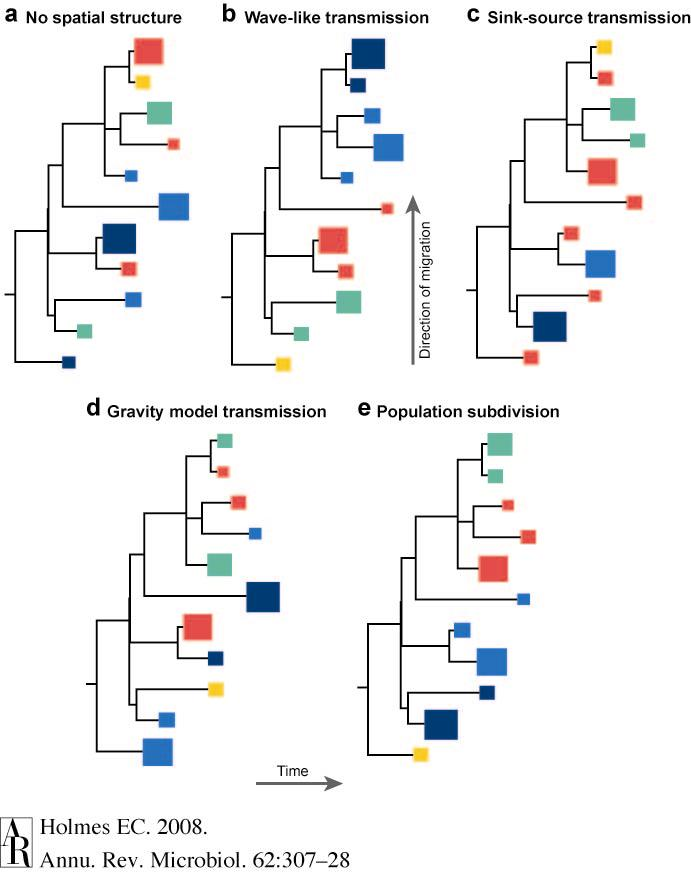 a No spatial structure
b Wave-like transmission
c Sink-source transmission
Direction of migration
d Gravity model transmission
e Population subdivision
Time
AR
Holmes EC. 2008.
Annu. Rev. Microbiol. 62:307–28